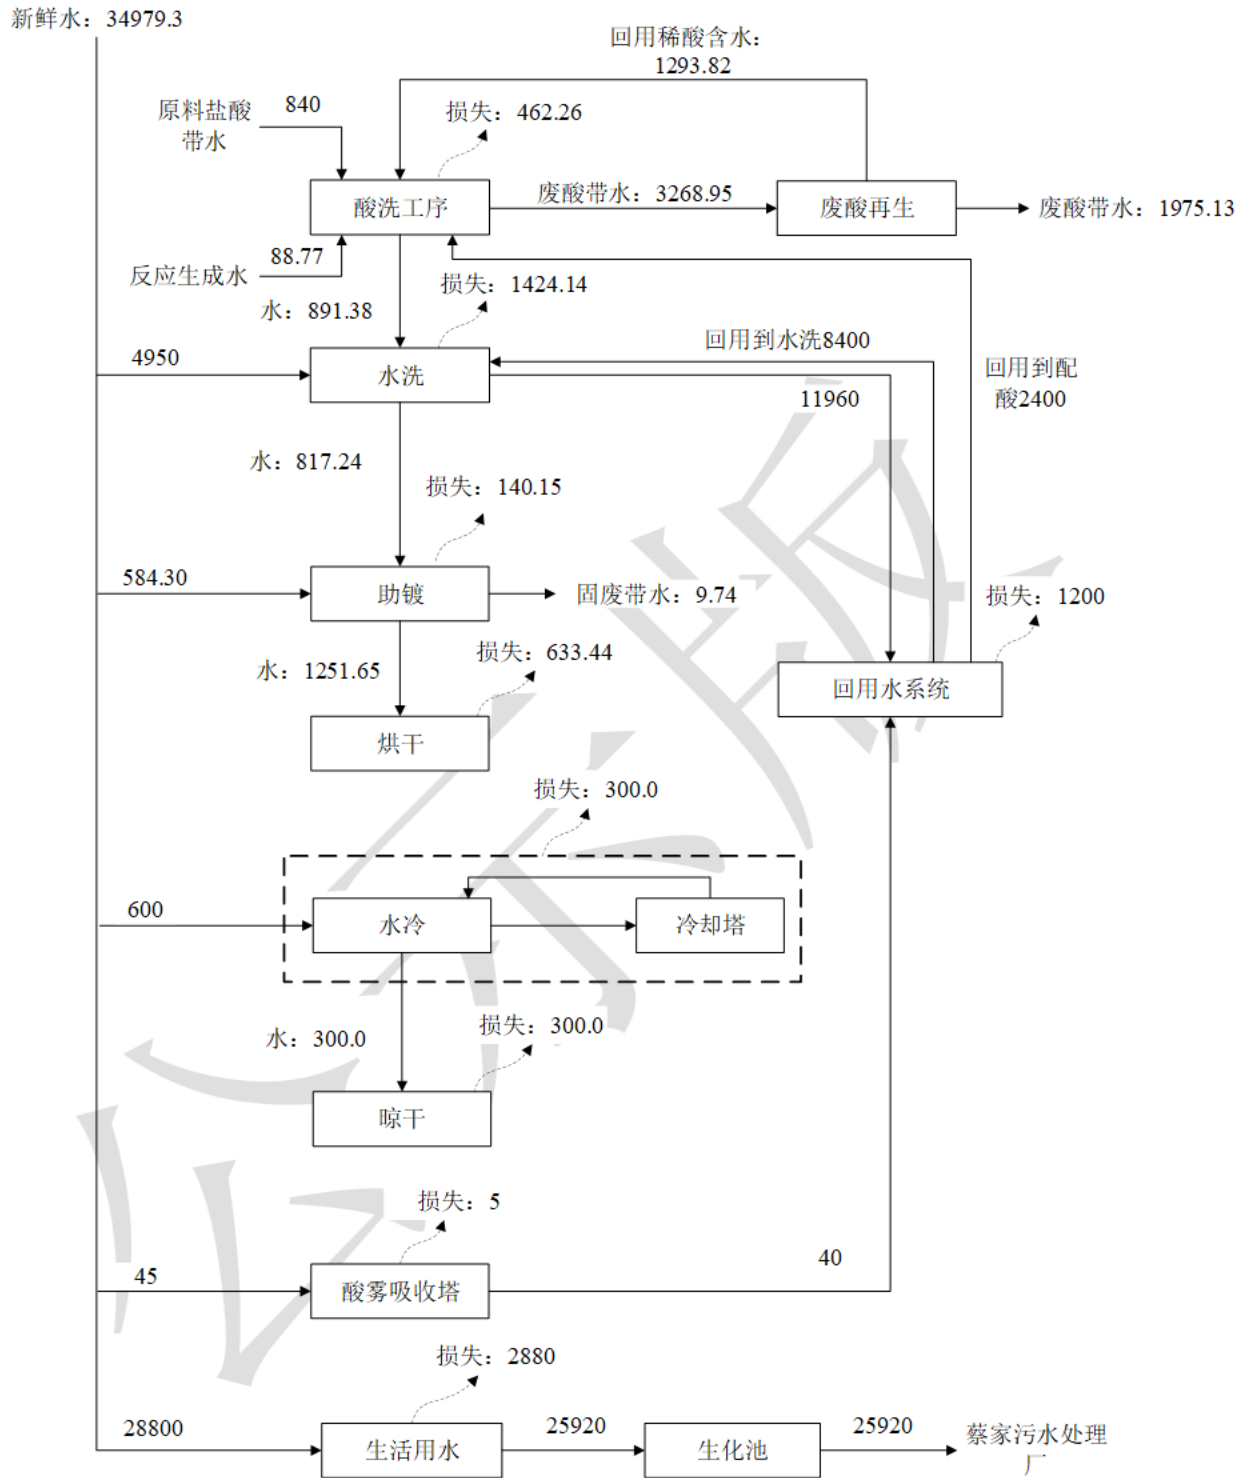 新鲜水：34979.3
回用稀酸含水：
1293.82
原料盐酸
带水
840
损失：462.26
酸洗工序
废酸带水：3268.95
废酸再生
废酸带水：1975.13
反应生成水
88.77
水：891.38
损失：1424.14
4950
水洗
回用到水洗8400
11960
回用到配
酸2400
水：817.24
损失：140.15
584.30
助镀
固废带水：9.74
损失：1200
水：1251.65
损失：633.44
回用水系统
烘干
损失：300.0
600
水冷
冷却塔
水：300.0
损失：300.0
晾干
损失：5
45
酸雾吸收塔
40
损失：2880
28800
生活用水
25920
生化池
25920
蔡家污水处理
厂
公示版